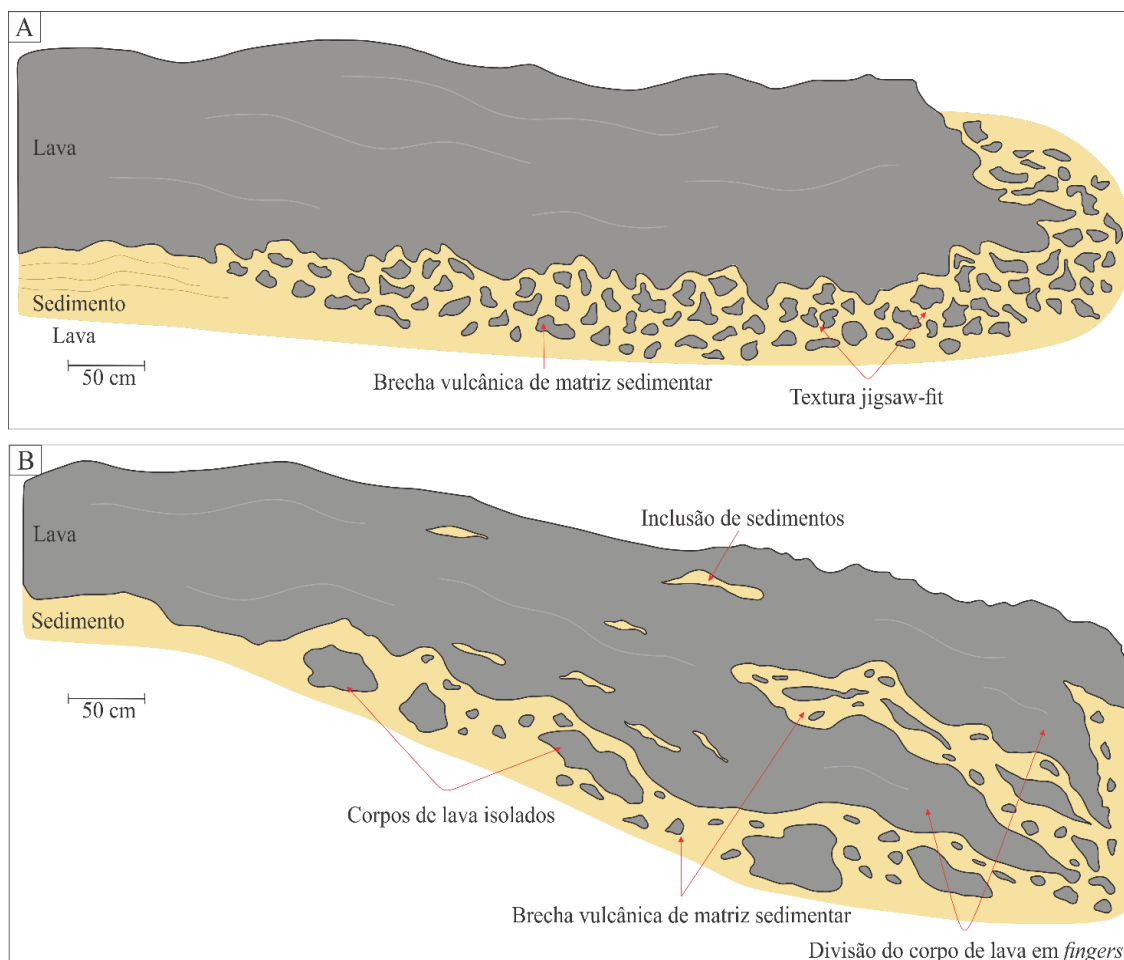 A
Lava
Sedimento
Lava
50 cm
Brecha vulcânica de matriz sedimentar
Textura jigsaw-fit
B
Inclusão de sedimentos
Lava
Sedimento
50 cm
Corpos de lava isolados
Brecha vulcânica de matriz sedimentar
Divisão do corpo de lava em fingers